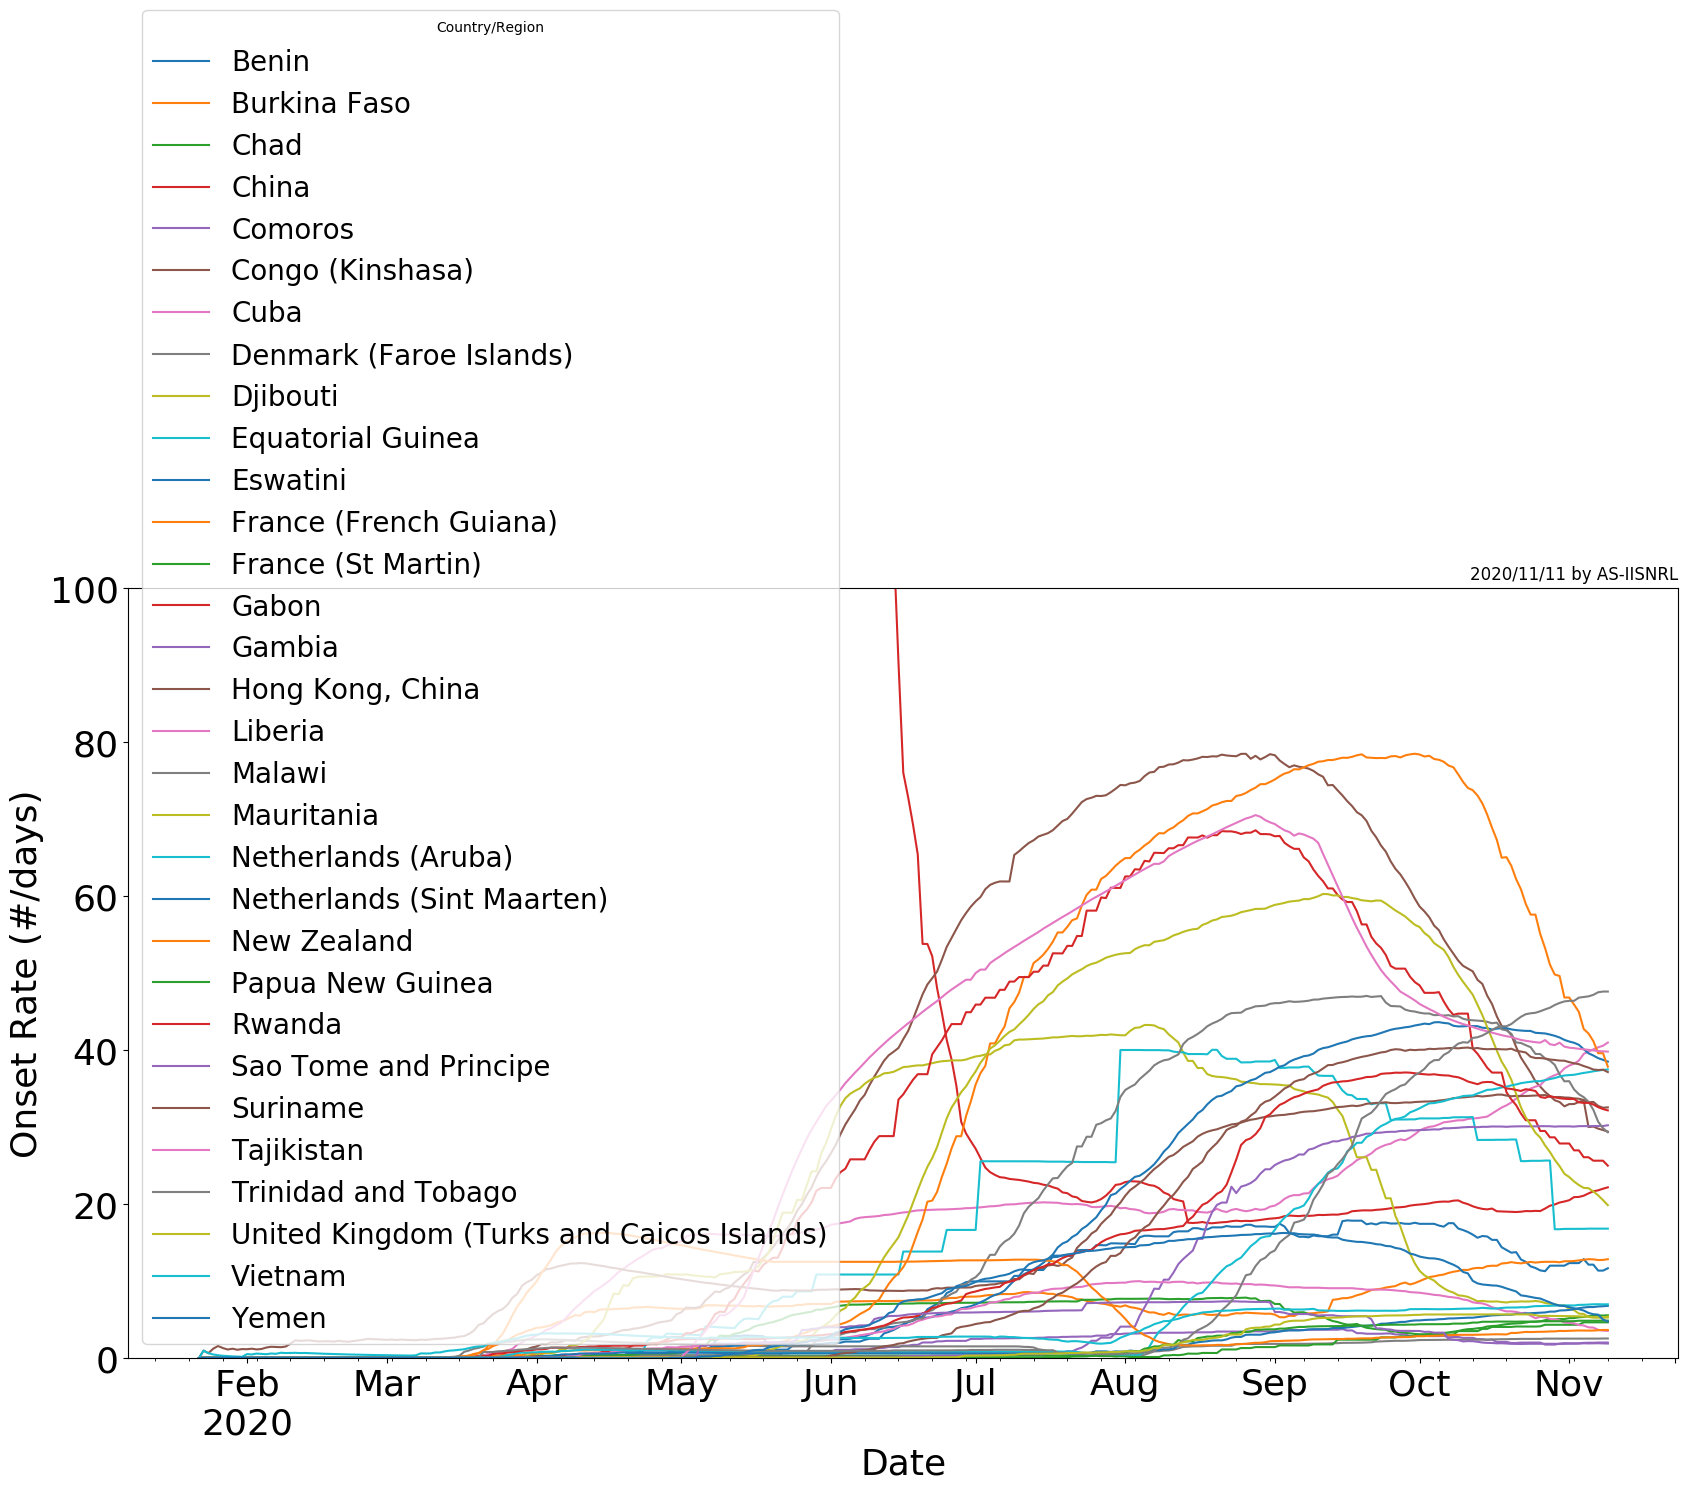 Country/Region
Benin
Burkina Faso
Chad
China
Comoros
Congo (Kinshasa)
Cuba
Denmark (Faroe Islands)
Djibouti
Equatorial Guinea
Eswatini
France (French Guiana)
France (St Martin)
Gabon
Gambia
Hong Kong, China
Liberia
Malawi
Mauritania
Netherlands (Aruba)
Netherlands (Sint Maarten)
New Zealand
Papua New Guinea
Rwanda
Sao Tome and Principe
Suriname
Tajikistan
Trinidad and Tobago
United Kingdom (Turks and Caicos Islands)
Vietnam
Yemen
2020/11/11 by AS-IISNRL
100
80
60
40
20
0
Onset Rate (#/days)
Feb Mar Apr May Jun Jul Aug Sep Oct Nov
2020
Date